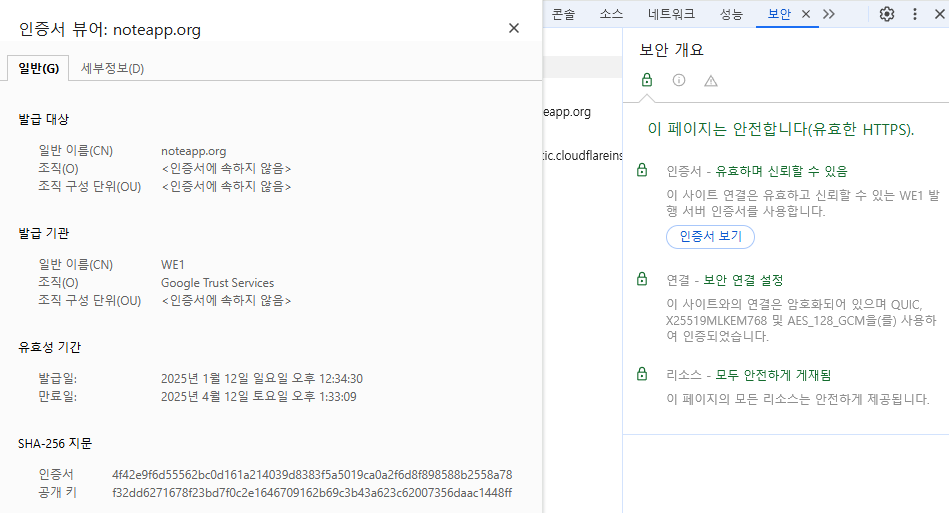 인증서 뷰어: noteapp.org
일반(G) 세부정보(D)
발급 대상
일반 이름(CN) noteapp.org
조직(O) <인증서에 속하지 않음>
조직 구성 단위(OU) <인증서에 속하지 않음>
발급 기관
일반 이름(CN) WE1
조직(O) Google Trust Services
조직 구성 단위(OU) <인증서에 속하지 않음>
유효성 기간
발급일: 2025년 1월 12일 일요일 오후 12:34:30
만료일: 2025년 4월 12일 토요일 오후 1:33:09
SHA-256 지문
인증서 4f42e9f6d55562bc0d161a214039d8383f5a5019ca0a2f6d8f898588b2558a78
공개 키 f32dd6271678f23bd7f0c2e1646709162b69c3b43a623c62007356daac1448ff
eapp.org
tic.cloudflareins
콘솔 소스 네트워크 성능 보안
보안 개요
이 페이지는 안전합니다(유효한 HTTPS).
인증서 - 유효하며 신뢰할 수 있음
이 사이트 연결은 유효하고 신뢰할 수 있는 WE1 발
행 서버 인증서를 사용합니다.
인증서 보기
연결 - 보안 연결 설정
이 사이트와의 연결은 암호화되어 있으며 QUIC,
X25519MLKEM768 및 AES_128_GCM을(를) 사용하
여 인증되었습니다.
리소스 - 모두 안전하게 게재됨
이 페이지의 모든 리소스는 안전하게 제공됩니다.